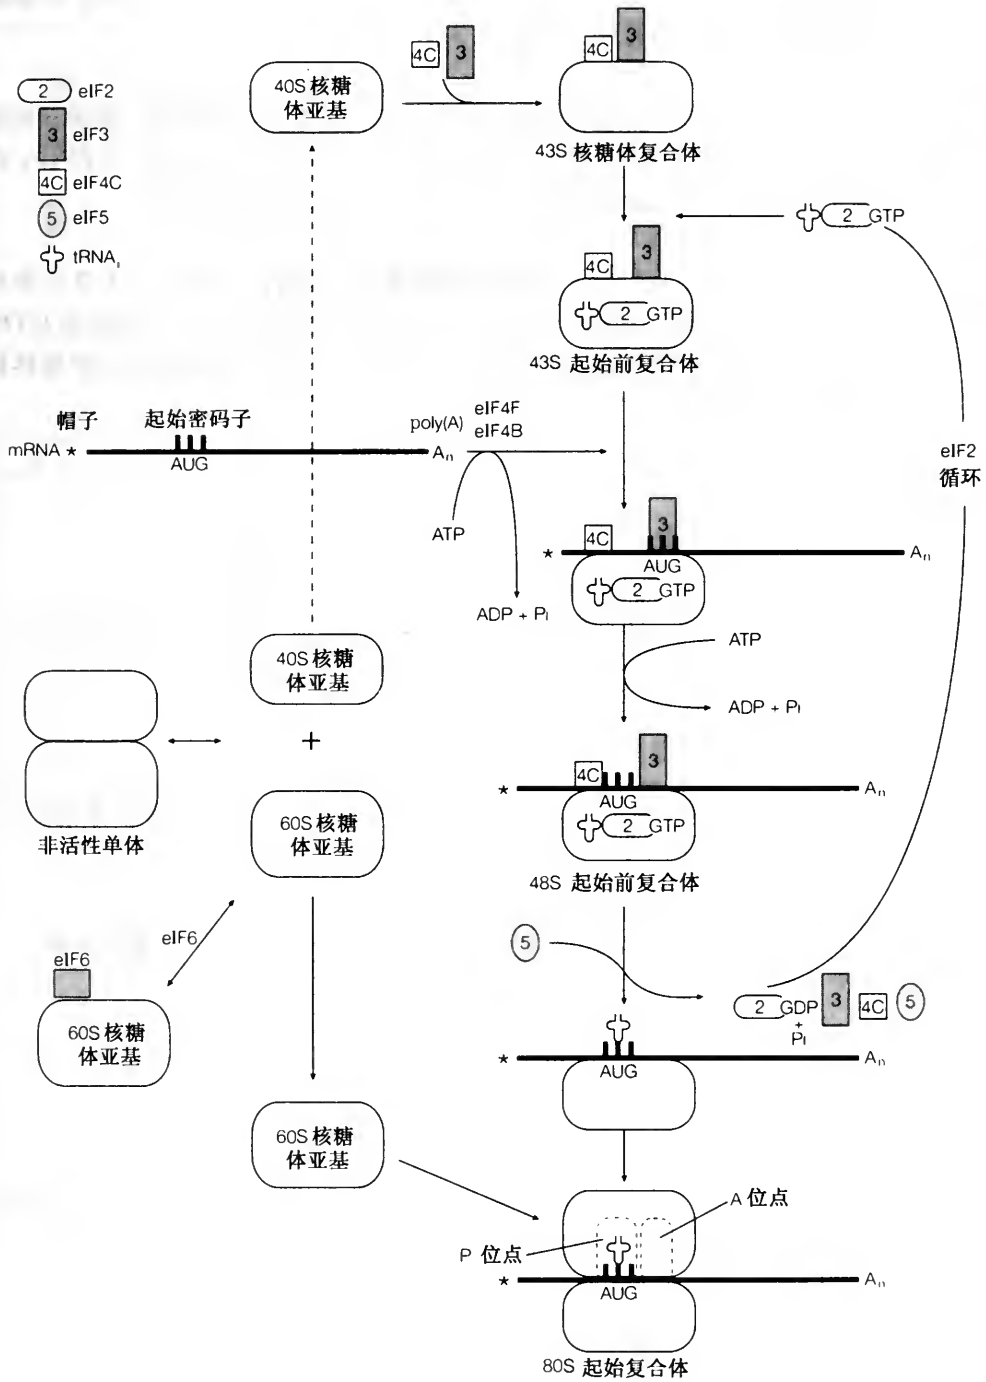 2 eIF2
3 eIF3
4C eIF4C
5 eIF5
tRNAᵢ
40S 核糖
体亚基
4C 3
4C 3
43S 核糖体复合体
2 GTP
4C 3
2 GTP
43S 起始前复合体
eIF2
循环
帽子 起始密码子
mRNA *
AUG
poly(A)
Aₙ
eIF4F
eIF4B
ATP
ADP + Pᵢ
4C 3
* Aₙ
AUG
2 GTP
ATP
ADP + Pᵢ
40S 核糖
体亚基
+
60S 核糖
体亚基
非活性单体
4C 3
* Aₙ
AUG
2 GTP
48S 起始前复合体
eIF6
eIF6
60S 核糖
体亚基
5
2 GDP 3 4C 5
+
Pᵢ
* Aₙ
AUG
60S 核糖
体亚基
A 位点
P 位点
* Aₙ
AUG
80S 起始复合体